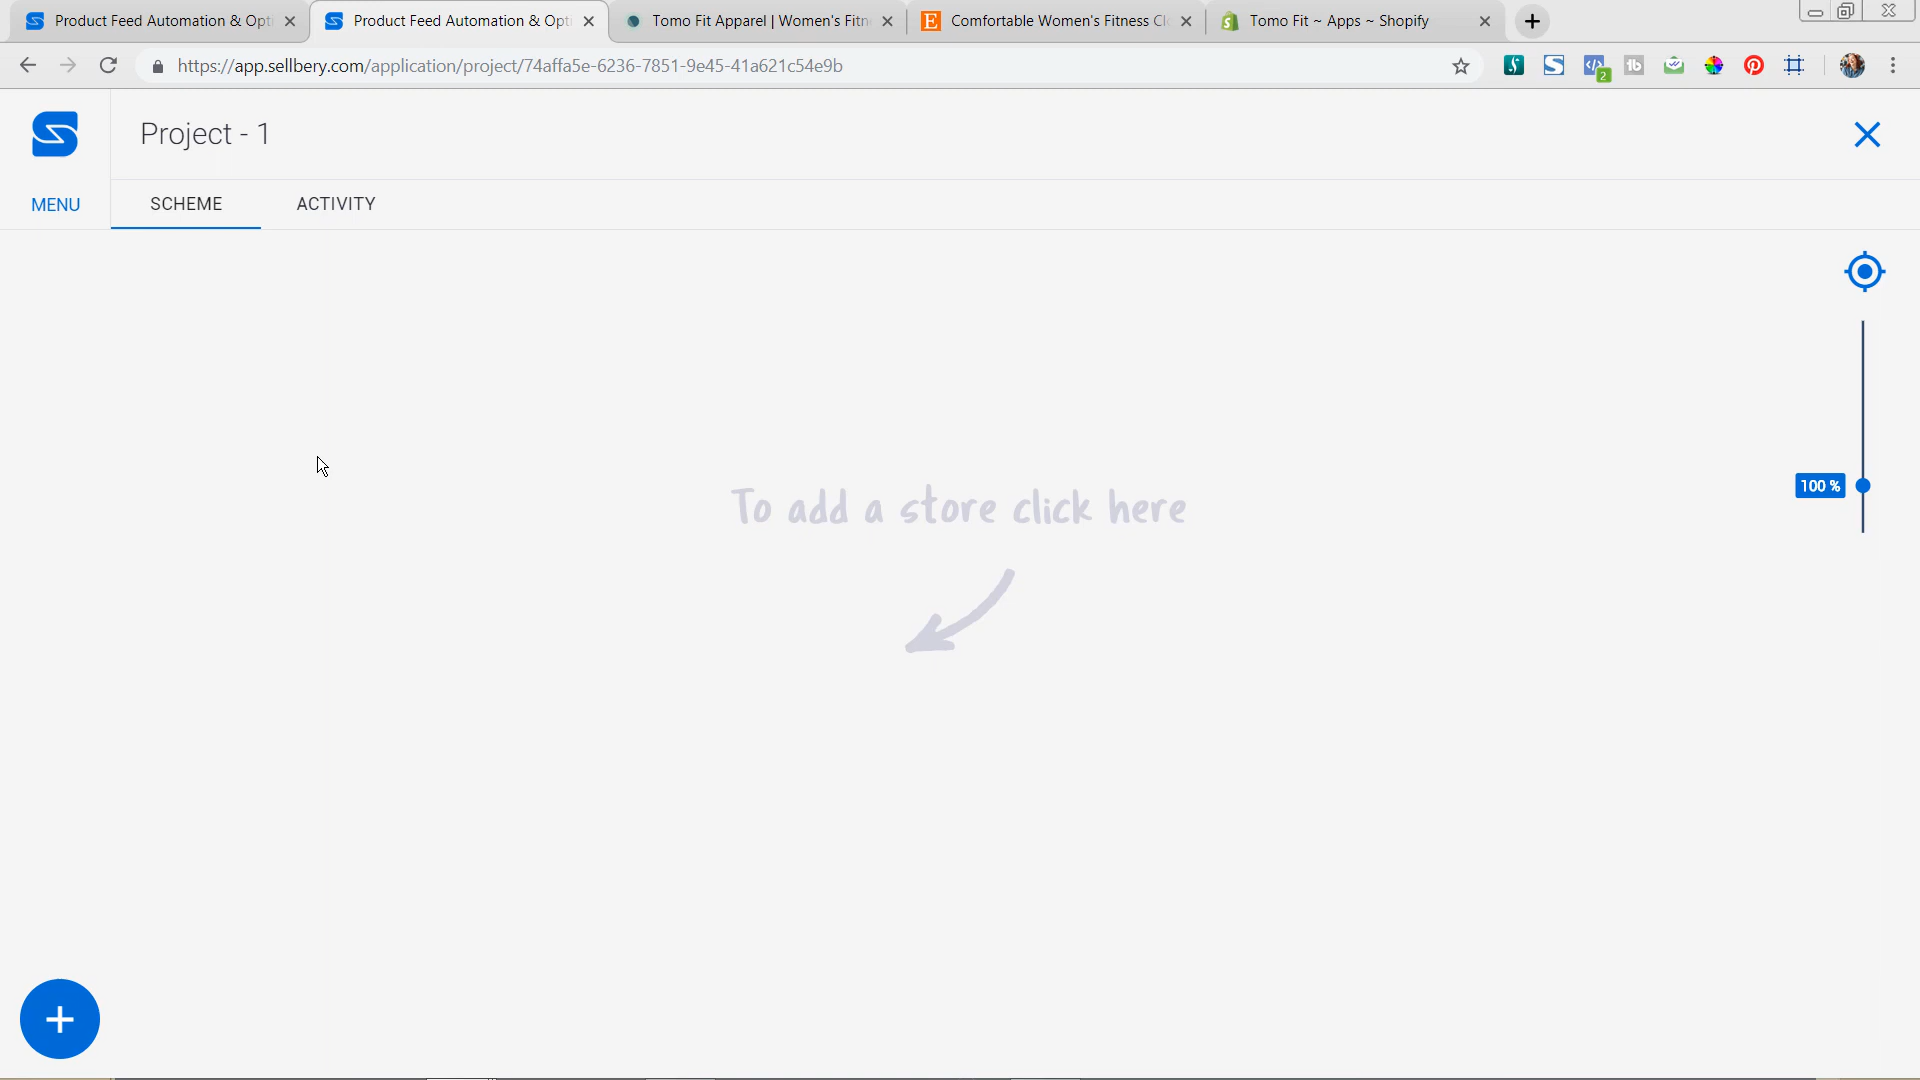 Product Feed Automation & Opti
Product Feed Automation & Opti
Tomo Fit Apparel | Women's Fitn
Comfortable Women's Fitness Cl
Tomo Fit ~ Apps ~ Shopify
https://app.sellbery.com/application/project/74affa5e-6236-7851-9e45-41a621c54e9b
2
Project - 1
MENU
SCHEME
ACTIVITY
100 %
To add a store click here